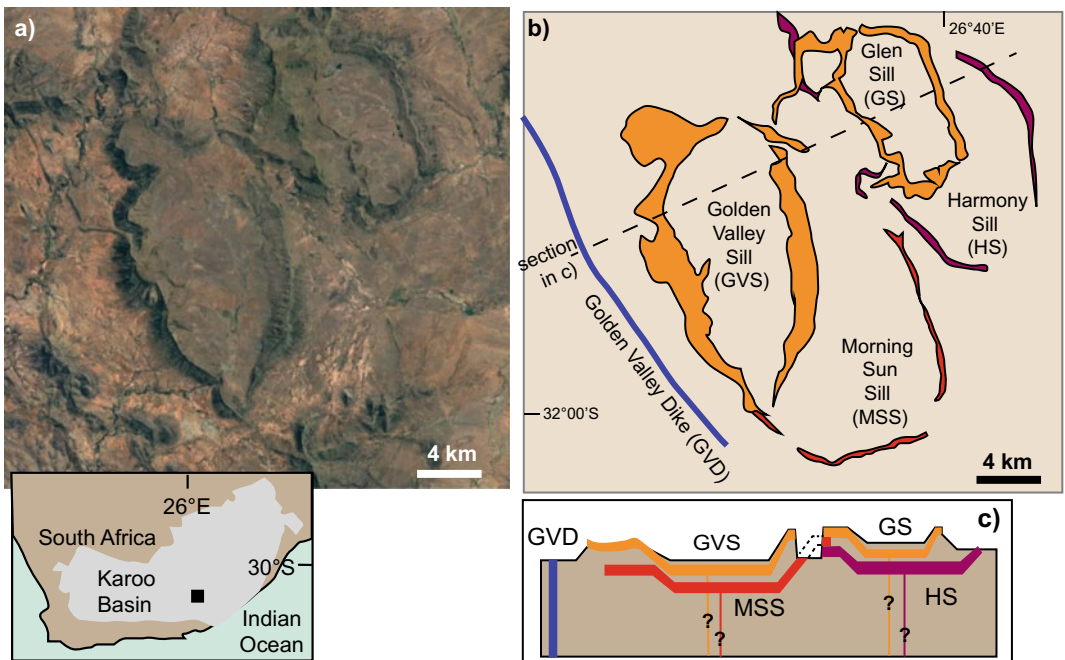 a)
4 km
b)
26°40'E
Glen
Sill
(GS)
Golden
Valley
Sill
(GVS)
Harmony
Sill
(HS)
section
in c)
Golden Valley Dike (GVD)
Morning
Sun
Sill
(MSS)
32°00'S
4 km
26°E
South Africa
30°S
Karoo
Basin
Indian
Ocean
c)
GVD
GVS
GS
MSS
HS
?
?
?
?